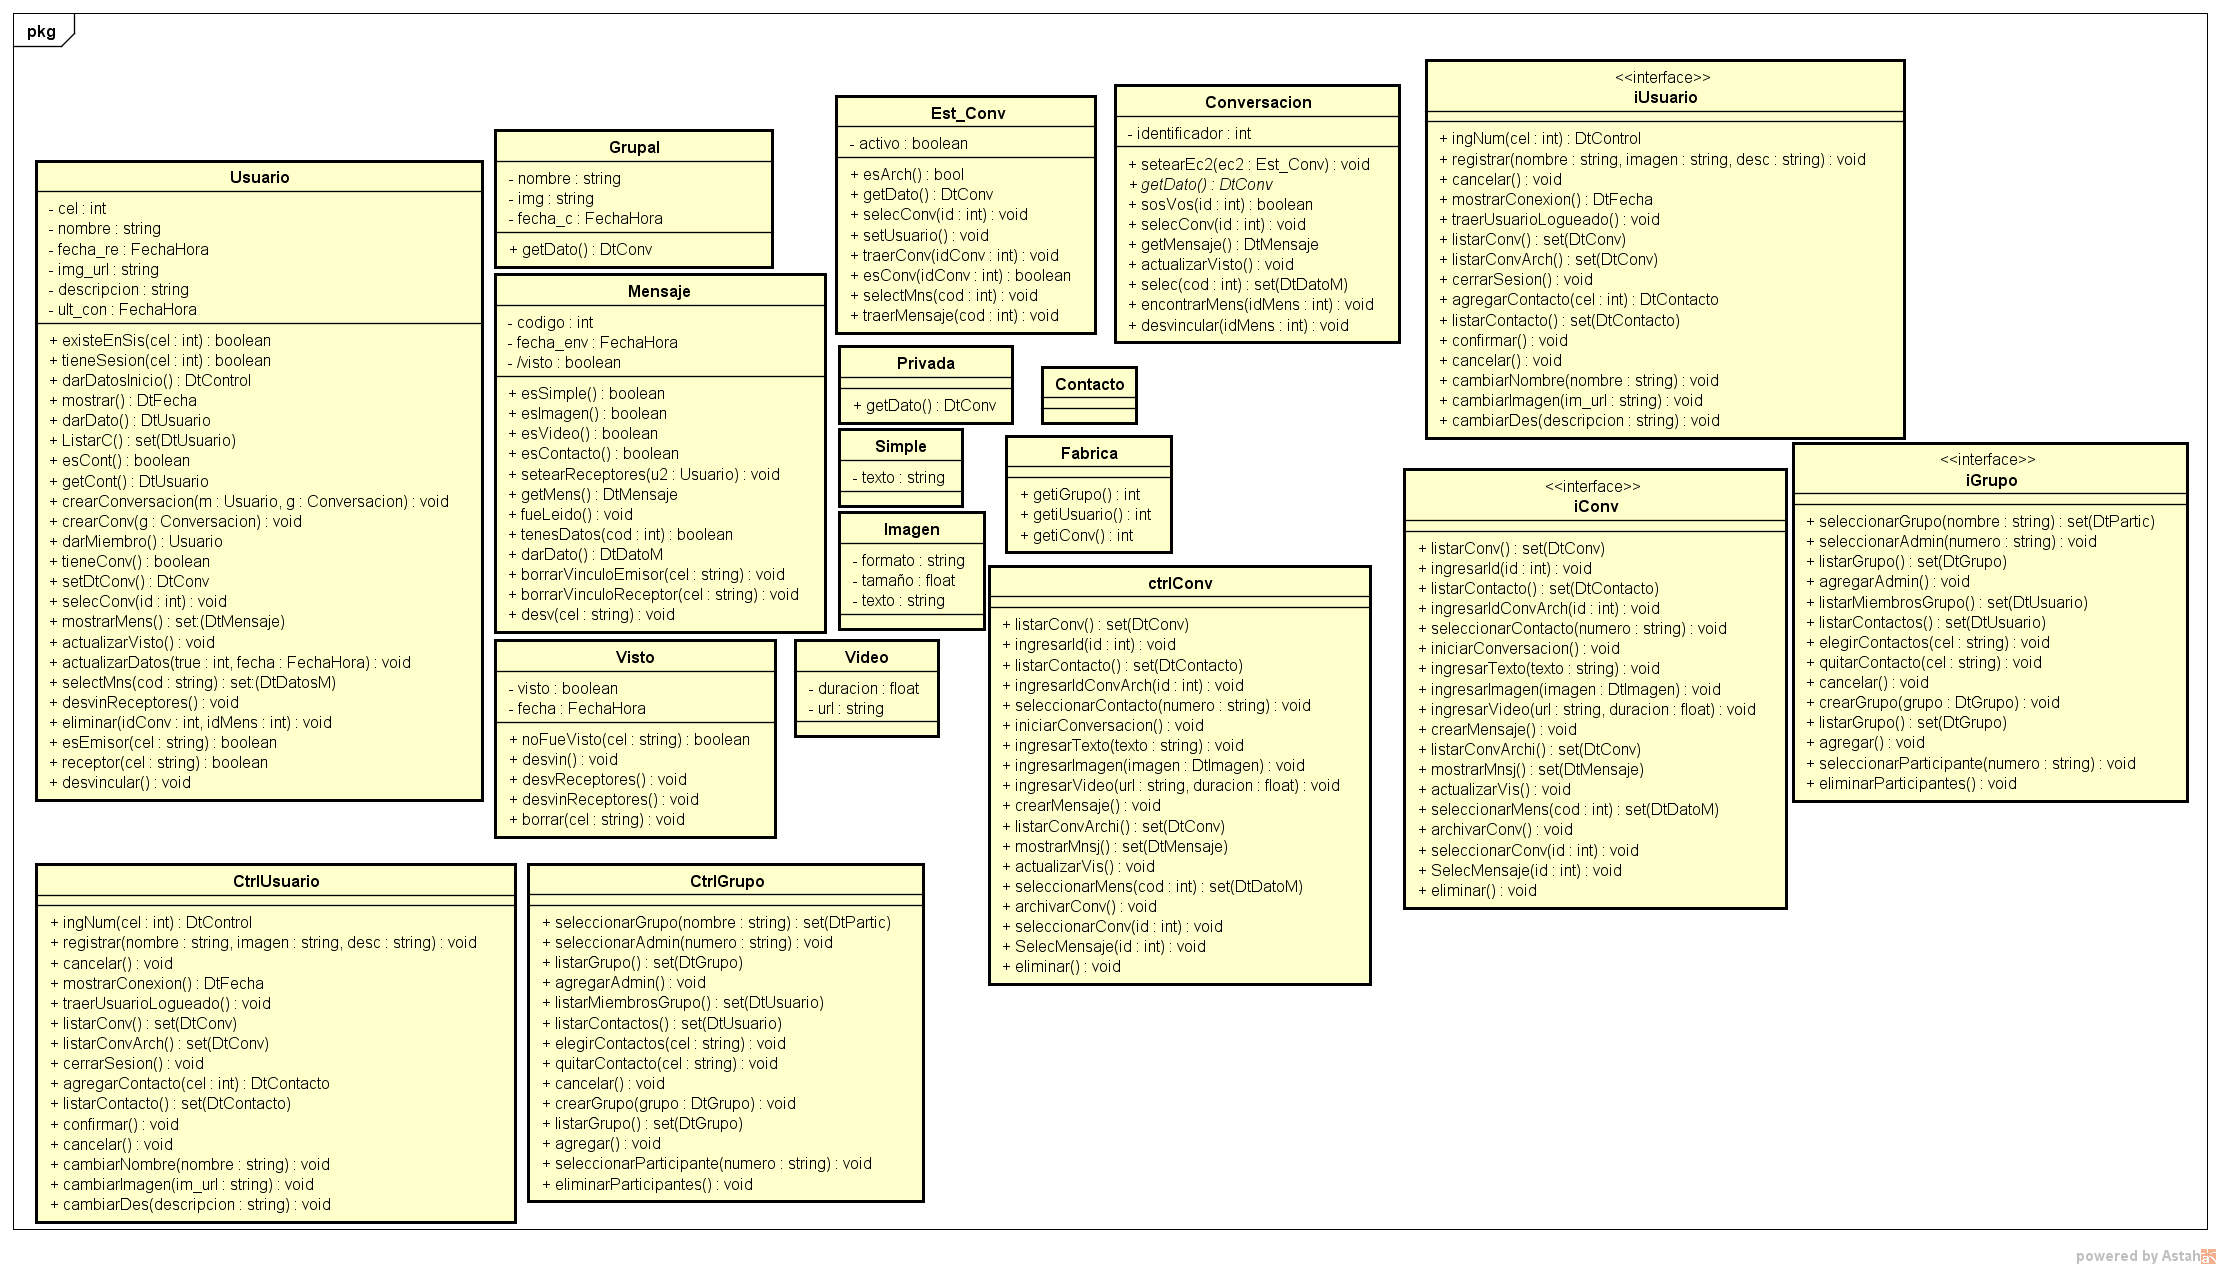 pkg
Usuario
- cel : int
- nombre : string
- fecha_re : FechaHora
- img_url : string
- descripcion : string
- ult_con : FechaHora
+ existeEnSis(cel : int) : boolean
+ tieneSesion(cel : int) : boolean
+ darDatosInicio() : DtControl
+ mostrar() : DtFecha
+ darDato() : DtUsuario
+ ListarC() : set(DtUsuario)
+ esCont() : boolean
+ getCont() : DtUsuario
+ crearConversacion(m : Usuario, g : Conversacion) : void
+ crearConv(g : Conversacion) : void
+ darMiembro() : Usuario
+ tieneConv() : boolean
+ setDtConv() : DtConv
+ selecConv(id : int) : void
+ mostrarMens() : set:(DtMensaje)
+ actualizarVisto() : void
+ actualizarDatos(true : int, fecha : FechaHora) : void
+ selectMns(cod : string) : set:(DtDatosM)
+ desvinReceptores() : void
+ eliminar(idConv : int, idMens : int) : void
+ esEmisor(cel : string) : boolean
+ receptor(cel : string) : boolean
+ desvincular() : void
Grupal
- nombre : string
- img : string
- fecha_c : FechaHora
+ getDato() : DtConv
Mensaje
- codigo : int
- fecha_env : FechaHora
- /visto : boolean
+ esSimple() : boolean
+ esImagen() : boolean
+ esVideo() : boolean
+ esContacto() : boolean
+ setearReceptores(u2 : Usuario) : void
+ getMens() : DtMensaje
+ fueLeido() : void
+ tenesDatos(cod : int) : boolean
+ darDato() : DtDatoM
+ borrarVinculoEmisor(cel : string) : void
+ borrarVinculoReceptor(cel : string) : void
+ desv(cel : string) : void
Visto
- visto : boolean
- fecha : FechaHora
+ noFueVisto(cel : string) : boolean
+ desvin() : void
+ desvReceptores() : void
+ desvinReceptores() : void
+ borrar(cel : string) : void
Est_Conv
- activo : boolean
+ esArch() : bool
+ getDato() : DtConv
+ selecConv(id : int) : void
+ setUsuario() : void
+ traerConv(idConv : int) : void
+ esConv(idConv : int) : boolean
+ selectMns(cod : int) : void
+ traerMensaje(cod : int) : void
Privada
+ getDato() : DtConv
Simple
- texto : string
Imagen
- formato : string
- tamaño : float
- texto : string
Video
- duracion : float
- url : string
Conversacion
- identificador : int
+ setearEc2(ec2 : Est_Conv) : void
+ getDato() : DtConv
+ sosVos(id : int) : boolean
+ selecConv(id : int) : void
+ getMensaje() : DtMensaje
+ actualizarVisto() : void
+ selec(cod : int) : set(DtDatoM)
+ encontrarMens(idMens : int) : void
+ desvincular(idMens : int) : void
Contacto
Fabrica
+ getiGrupo() : int
+ getiUsuario() : int
+ getiConv() : int
ctrlConv
+ listarConv() : set(DtConv)
+ ingresarId(id : int) : void
+ listarContacto() : set(DtContacto)
+ ingresarIdConvArch(id : int) : void
+ seleccionarContacto(numero : string) : void
+ iniciarConversacion() : void
+ ingresarTexto(texto : string) : void
+ ingresarImagen(imagen : DtImagen) : void
+ ingresarVideo(url : string, duracion : float) : void
+ crearMensaje() : void
+ listarConvArchi() : set(DtConv)
+ mostrarMnsj() : set(DtMensaje)
+ actualizarVis() : void
+ seleccionarMens(cod : int) : set(DtDatoM)
+ archivarConv() : void
+ seleccionarConv(id : int) : void
+ SelecMensaje(id : int) : void
+ eliminar() : void
<<interface>>
iUsuario
+ ingNum(cel : int) : DtControl
+ registrar(nombre : string, imagen : string, desc : string) : void
+ cancelar() : void
+ mostrarConexion() : DtFecha
+ traerUsuarioLogueado() : void
+ listarConv() : set(DtConv)
+ listarConvArch() : set(DtConv)
+ cerrarSesion() : void
+ agregarContacto(cel : int) : DtContacto
+ listarContacto() : set(DtContacto)
+ confirmar() : void
+ cancelar() : void
+ cambiarNombre(nombre : string) : void
+ cambiarImagen(im_url : string) : void
+ cambiarDes(descripcion : string) : void
<<interface>>
iConv
+ listarConv() : set(DtConv)
+ ingresarId(id : int) : void
+ listarContacto() : set(DtContacto)
+ ingresarIdConvArch(id : int) : void
+ seleccionarContacto(numero : string) : void
+ iniciarConversacion() : void
+ ingresarTexto(texto : string) : void
+ ingresarImagen(imagen : DtImagen) : void
+ ingresarVideo(url : string, duracion : float) : void
+ crearMensaje() : void
+ listarConvArchi() : set(DtConv)
+ mostrarMnsj() : set(DtMensaje)
+ actualizarVis() : void
+ seleccionarMens(cod : int) : set(DtDatoM)
+ archivarConv() : void
+ seleccionarConv(id : int) : void
+ SelecMensaje(id : int) : void
+ eliminar() : void
<<interface>>
iGrupo
+ seleccionarGrupo(nombre : string) : set(DtPartic)
+ seleccionarAdmin(numero : string) : void
+ listarGrupo() : set(DtGrupo)
+ agregarAdmin() : void
+ listarMiembrosGrupo() : set(DtUsuario)
+ listarContactos() : set(DtUsuario)
+ elegirContactos(cel : string) : void
+ quitarContacto(cel : string) : void
+ cancelar() : void
+ crearGrupo(grupo : DtGrupo) : void
+ listarGrupo() : set(DtGrupo)
+ agregar() : void
+ seleccionarParticipante(numero : string) : void
+ eliminarParticipantes() : void
CtrlUsuario
+ ingNum(cel : int) : DtControl
+ registrar(nombre : string, imagen : string, desc : string) : void
+ cancelar() : void
+ mostrarConexion() : DtFecha
+ traerUsuarioLogueado() : void
+ listarConv() : set(DtConv)
+ listarConvArch() : set(DtConv)
+ cerrarSesion() : void
+ agregarContacto(cel : int) : DtContacto
+ listarContacto() : set(DtContacto)
+ confirmar() : void
+ cancelar() : void
+ cambiarNombre(nombre : string) : void
+ cambiarImagen(im_url : string) : void
+ cambiarDes(descripcion : string) : void
CtrlGrupo
+ seleccionarGrupo(nombre : string) : set(DtPartic)
+ seleccionarAdmin(numero : string) : void
+ listarGrupo() : set(DtGrupo)
+ agregarAdmin() : void
+ listarMiembrosGrupo() : set(DtUsuario)
+ listarContactos() : set(DtUsuario)
+ elegirContactos(cel : string) : void
+ quitarContacto(cel : string) : void
+ cancelar() : void
+ crearGrupo(grupo : DtGrupo) : void
+ listarGrupo() : set(DtGrupo)
+ agregar() : void
+ seleccionarParticipante(numero : string) : void
+ eliminarParticipantes() : void
powered by Astah